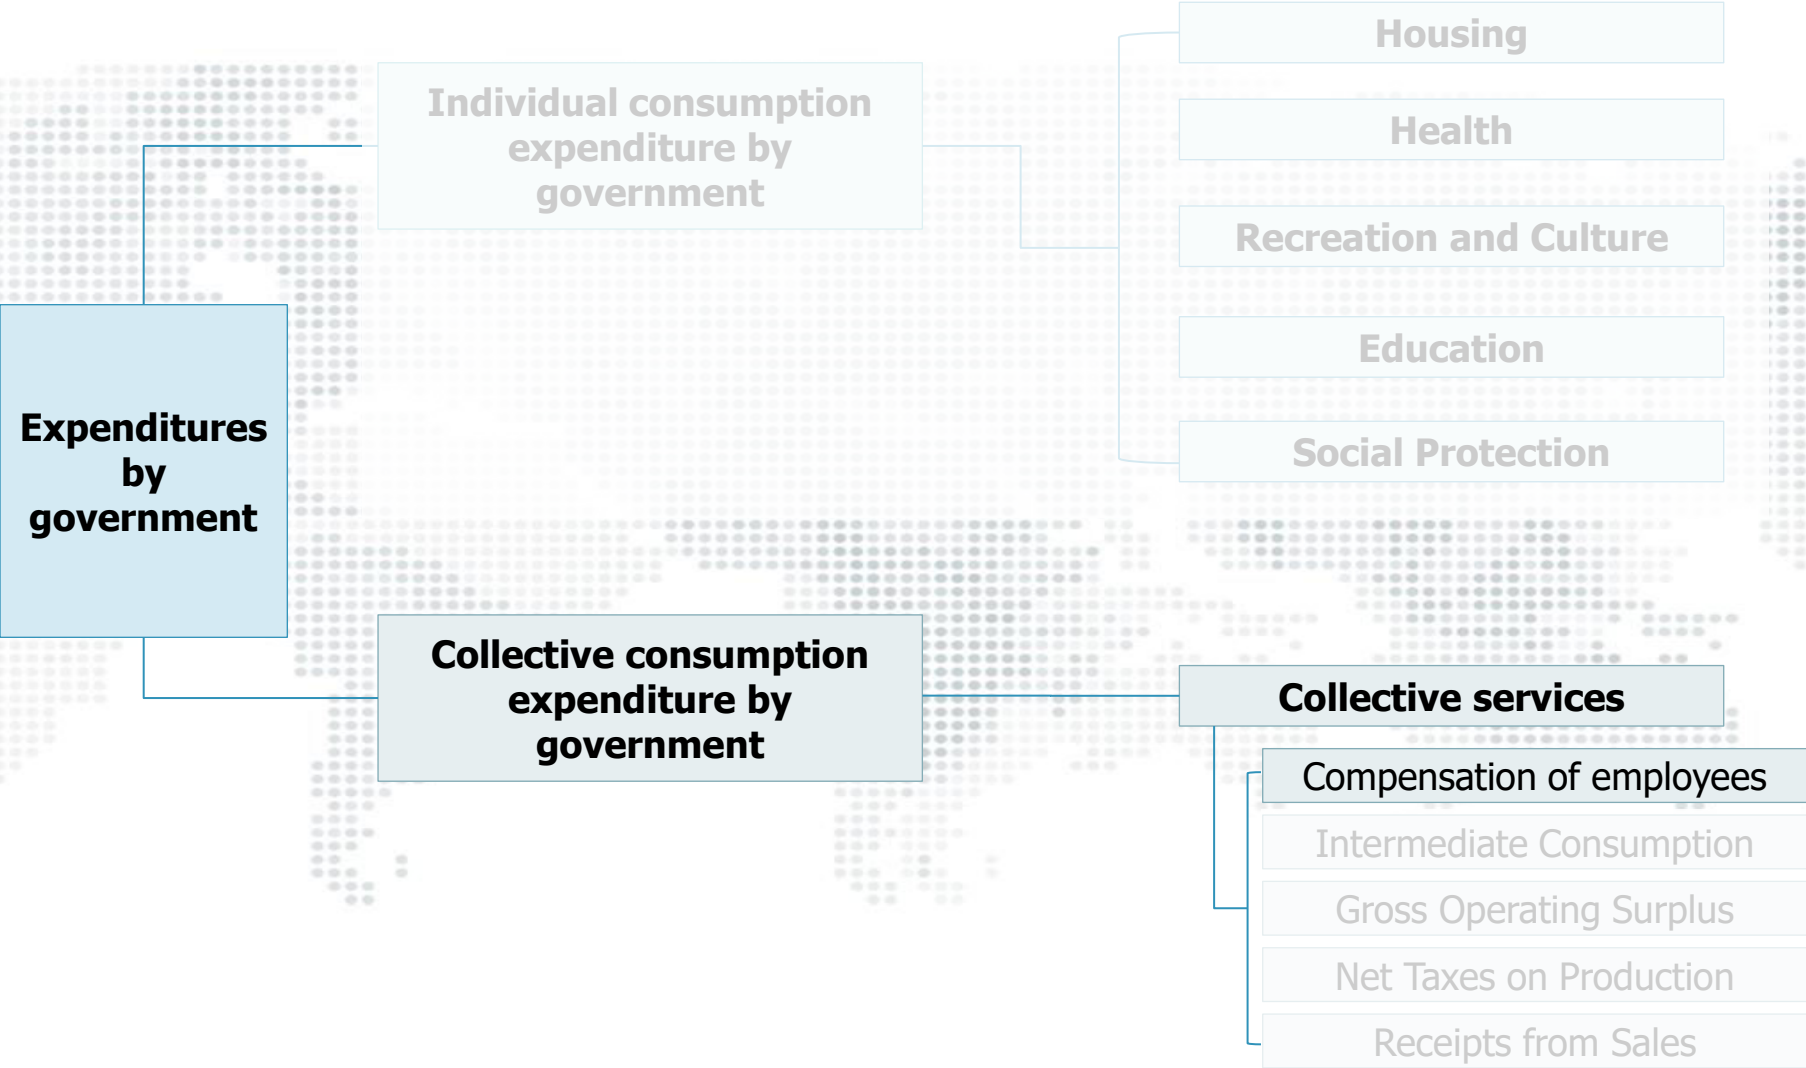 Housing
Individual consumption
expenditure by
government
Health
Recreation and Culture
Education
Social Protection
Expenditures
by
government
Collective consumption
expenditure by
government
Collective services
Compensation of employees
Intermediate Consumption
Gross Operating Surplus
Net Taxes on Production
Receipts from Sales